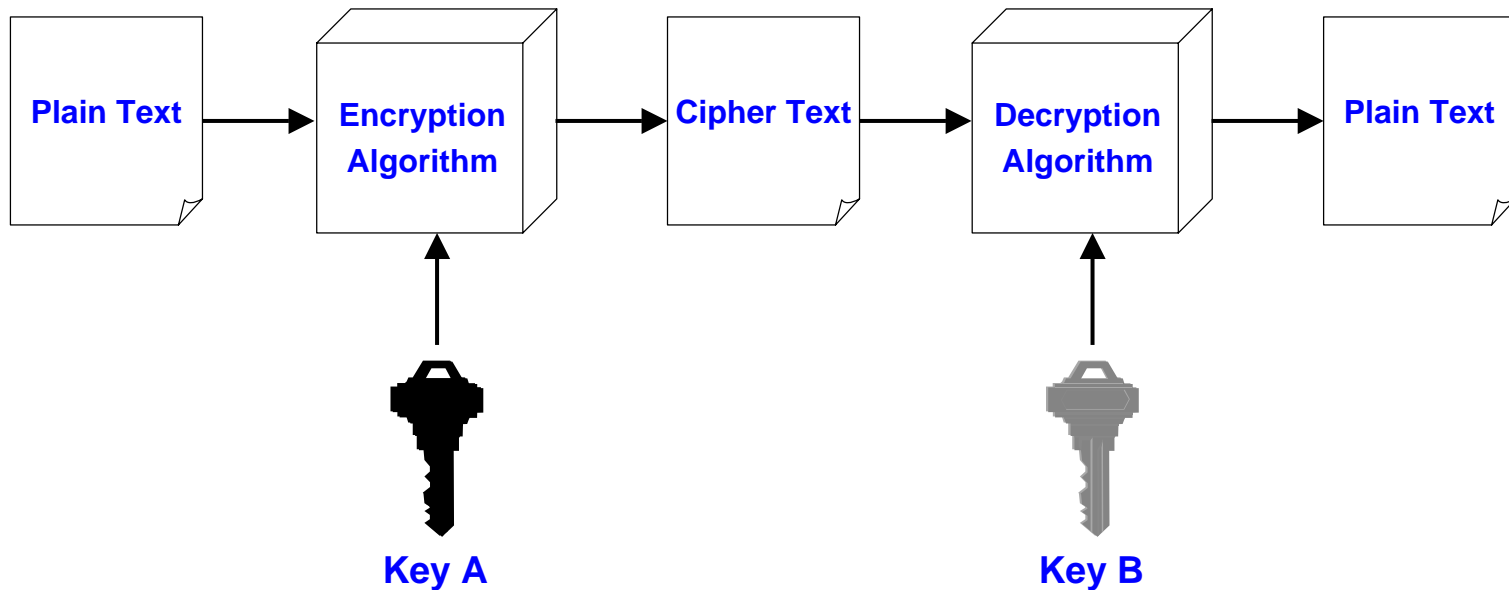 Plain Text
Encryption
Algorithm
Cipher Text
Decryption
Algorithm
Plain Text
Key A
Key B